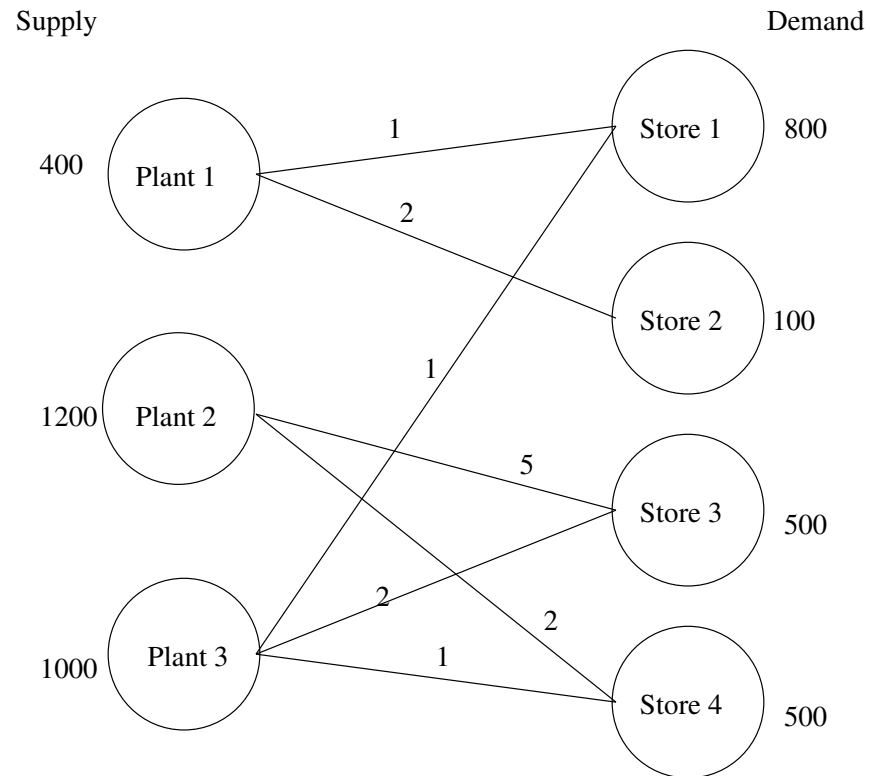 Supply
Demand
1
Store 1
800
400
Plant 1
2
Store 2
100
1
1200
Plant 2
5
Store 3
500
2
2
1000
Plant 3
1
Store 4
500